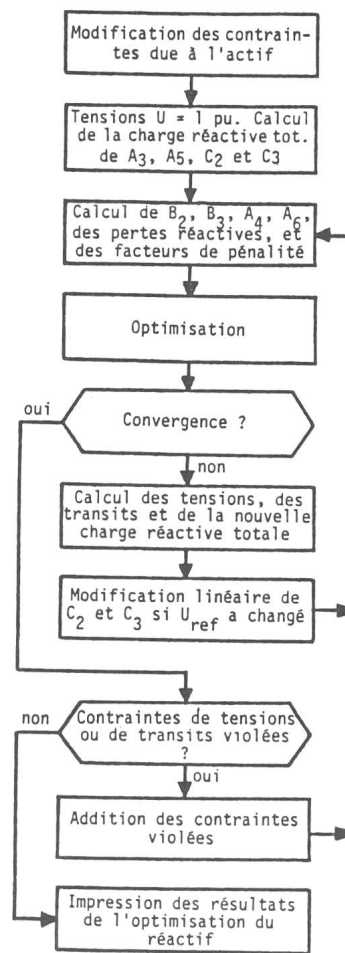 Modification des contrain-
tes due à l'actif
Tensions U = 1 pu. Calcul
de la charge réactive tot.
de A3, A5, C2 et C3
Calcul de B2, B3, A4, A6,
des pertes réactives, et
des facteurs de pénalité
Optimisation
oui
Convergence ?
non
Calcul des tensions, des
transits et de la nouvelle
charge réactive totale
Modification linéaire de
C2 et C3 si Uref a changé
non
Contraintes de tensions
ou de transits violées
?
oui
Addition des contraintes
violées
Impression des résultats
de l'optimisation du
réactif